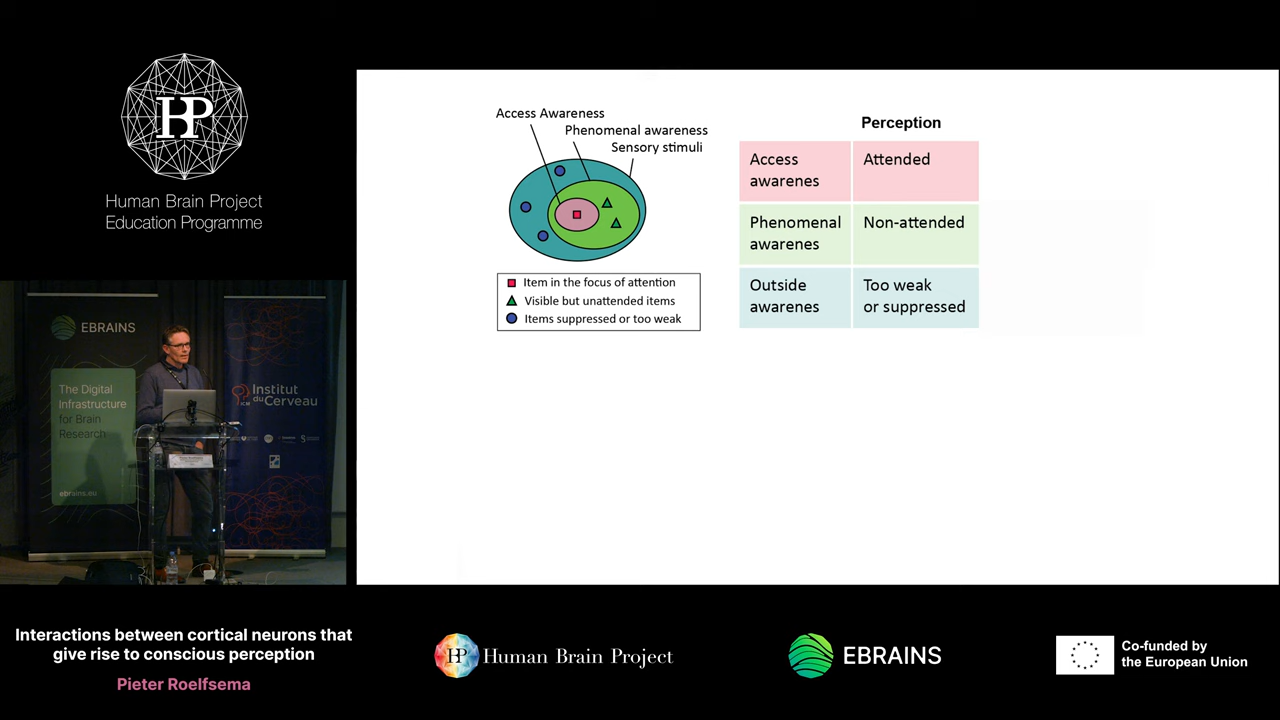 HP
Human Brain Project
Education Programme
EBRAINS
The Digital
Infrastructure
for Brain
Research
ebrains.eu
Institut
du Cerveau
ICM
Interactions between cortical neurons that
give rise to conscious perception
Pieter Roelfsema
Access Awareness
Phenomenal awareness
Sensory stimuli
Item in the focus of attention
Visible but unattended items
Items suppressed or too weak
Perception
Access
awarenes
Attended
Phenomenal
awarenes
Non-attended
Outside
awarenes
Too weak
or suppressed
HP Human Brain Project
EBRAINS
Co-funded by
the European Union